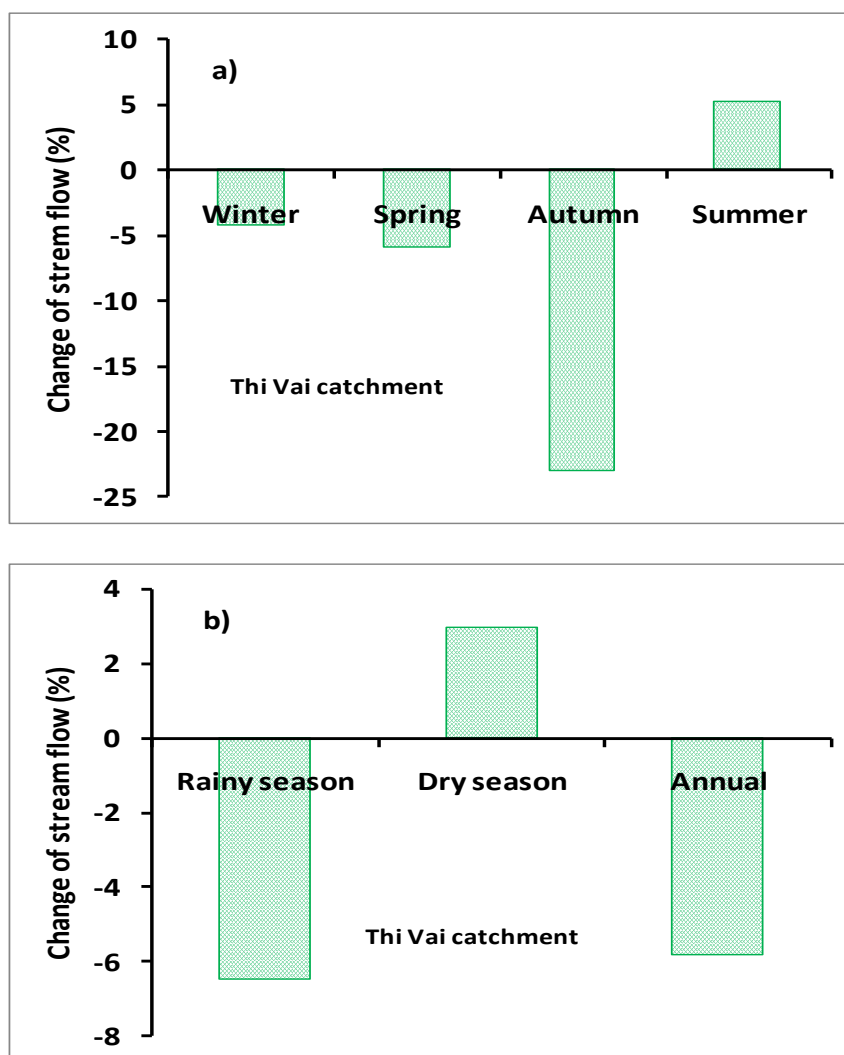 10
a)
5
0
Winter Spring Autumn Summer
-5
-10
-15
Thi Vai catchment
-20
-25
Change of strem flow (%)
4
b)
2
0
Rainy season Dry season Annual
-2
-4
Thi Vai catchment
-6
-8
Change of stream flow (%)